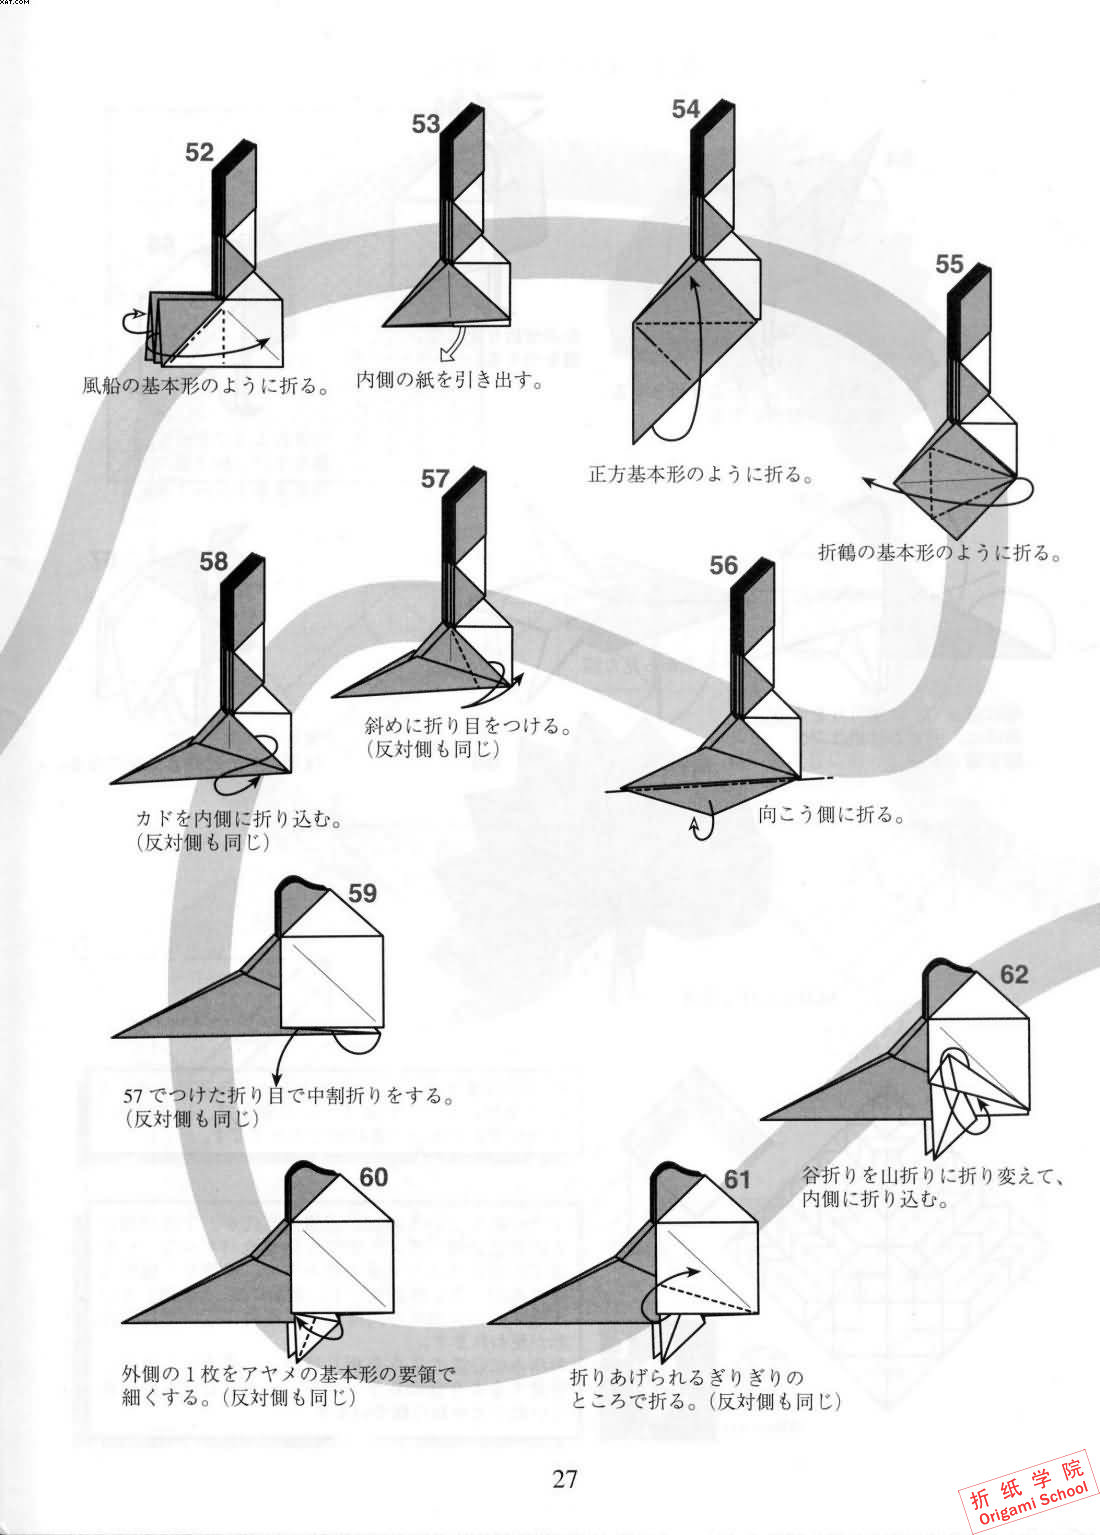 XAT.COM
52
風船の基本形のように折る。
53
内側の紙を引き出す。
54
正方基本形のように折る。
55
折鶴の基本形のように折る。
56
向こう側に折る。
57
斜めに折り目をつける。
（反対側も同じ）
58
カドを内側に折り込む。
（反対側も同じ）
59
57でつけた折り目で中割折りをする。
（反対側も同じ）
60
外側の１枚をアヤメの基本形の要領で
細くする。（反対側も同じ）
61
折りあげられるぎりぎりの
ところで折る。（反対側も同じ）
62
谷折りを山折りに折り変えて、
内側に折り込む。
27
折纸学院
Origami School